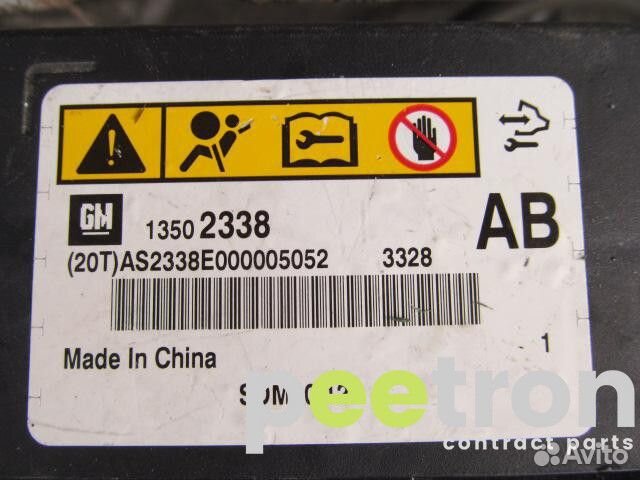 GM 1350 2338 AB
(20T)AS2338E000005052 3328
1
Made In China
peetron
contract parts
Avito